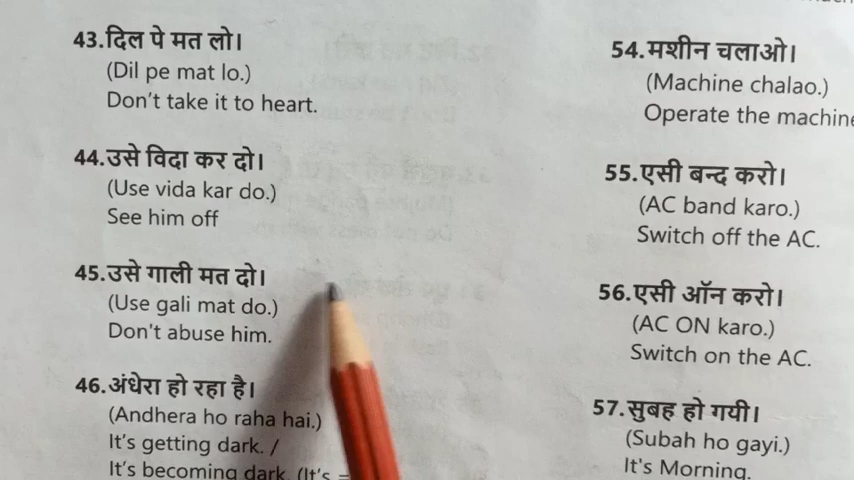 43.दिल पे मत लो।
(Dil pe mat lo.)
Don't take it to heart.
44.उसे विदा कर दो।
(Use vida kar do.)
See him off
45.उसे गाली मत दो।
(Use gali mat do.)
Don't abuse him.
46.अंधेरा हो रहा है।
(Andhera ho raha hai.)
It's getting dark. /
It's becoming dark. (It's =
54.मशीन चलाओ।
(Machine chalao.)
Operate the machine
55.एसी बन्द करो।
(AC band karo.)
Switch off the AC.
56.एसी ऑन करो।
(AC ON karo.)
Switch on the AC.
57.सुबह हो गयी।
(Subah ho gayi.)
It's Morning.